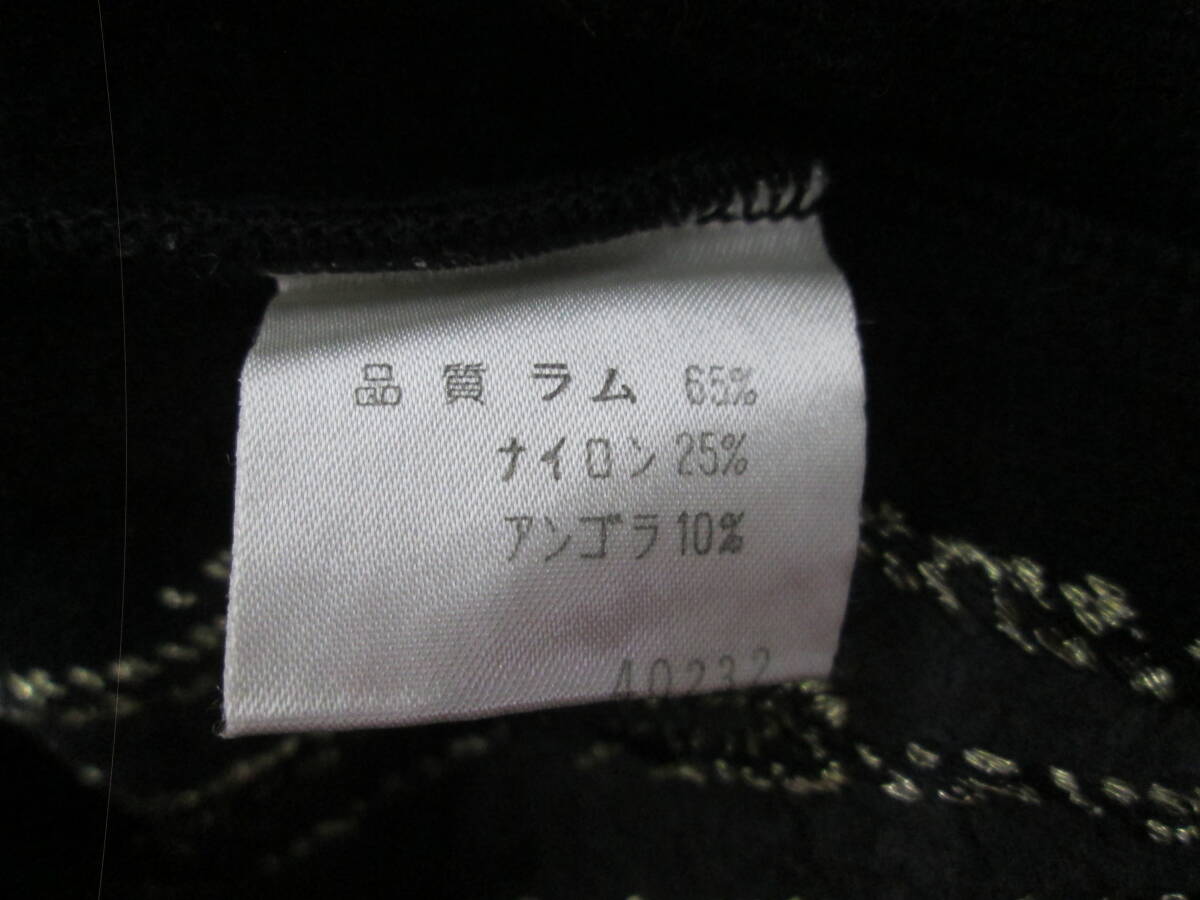 品質 ラム 65%
ナイロン 25%
アンゴラ 10%
40232